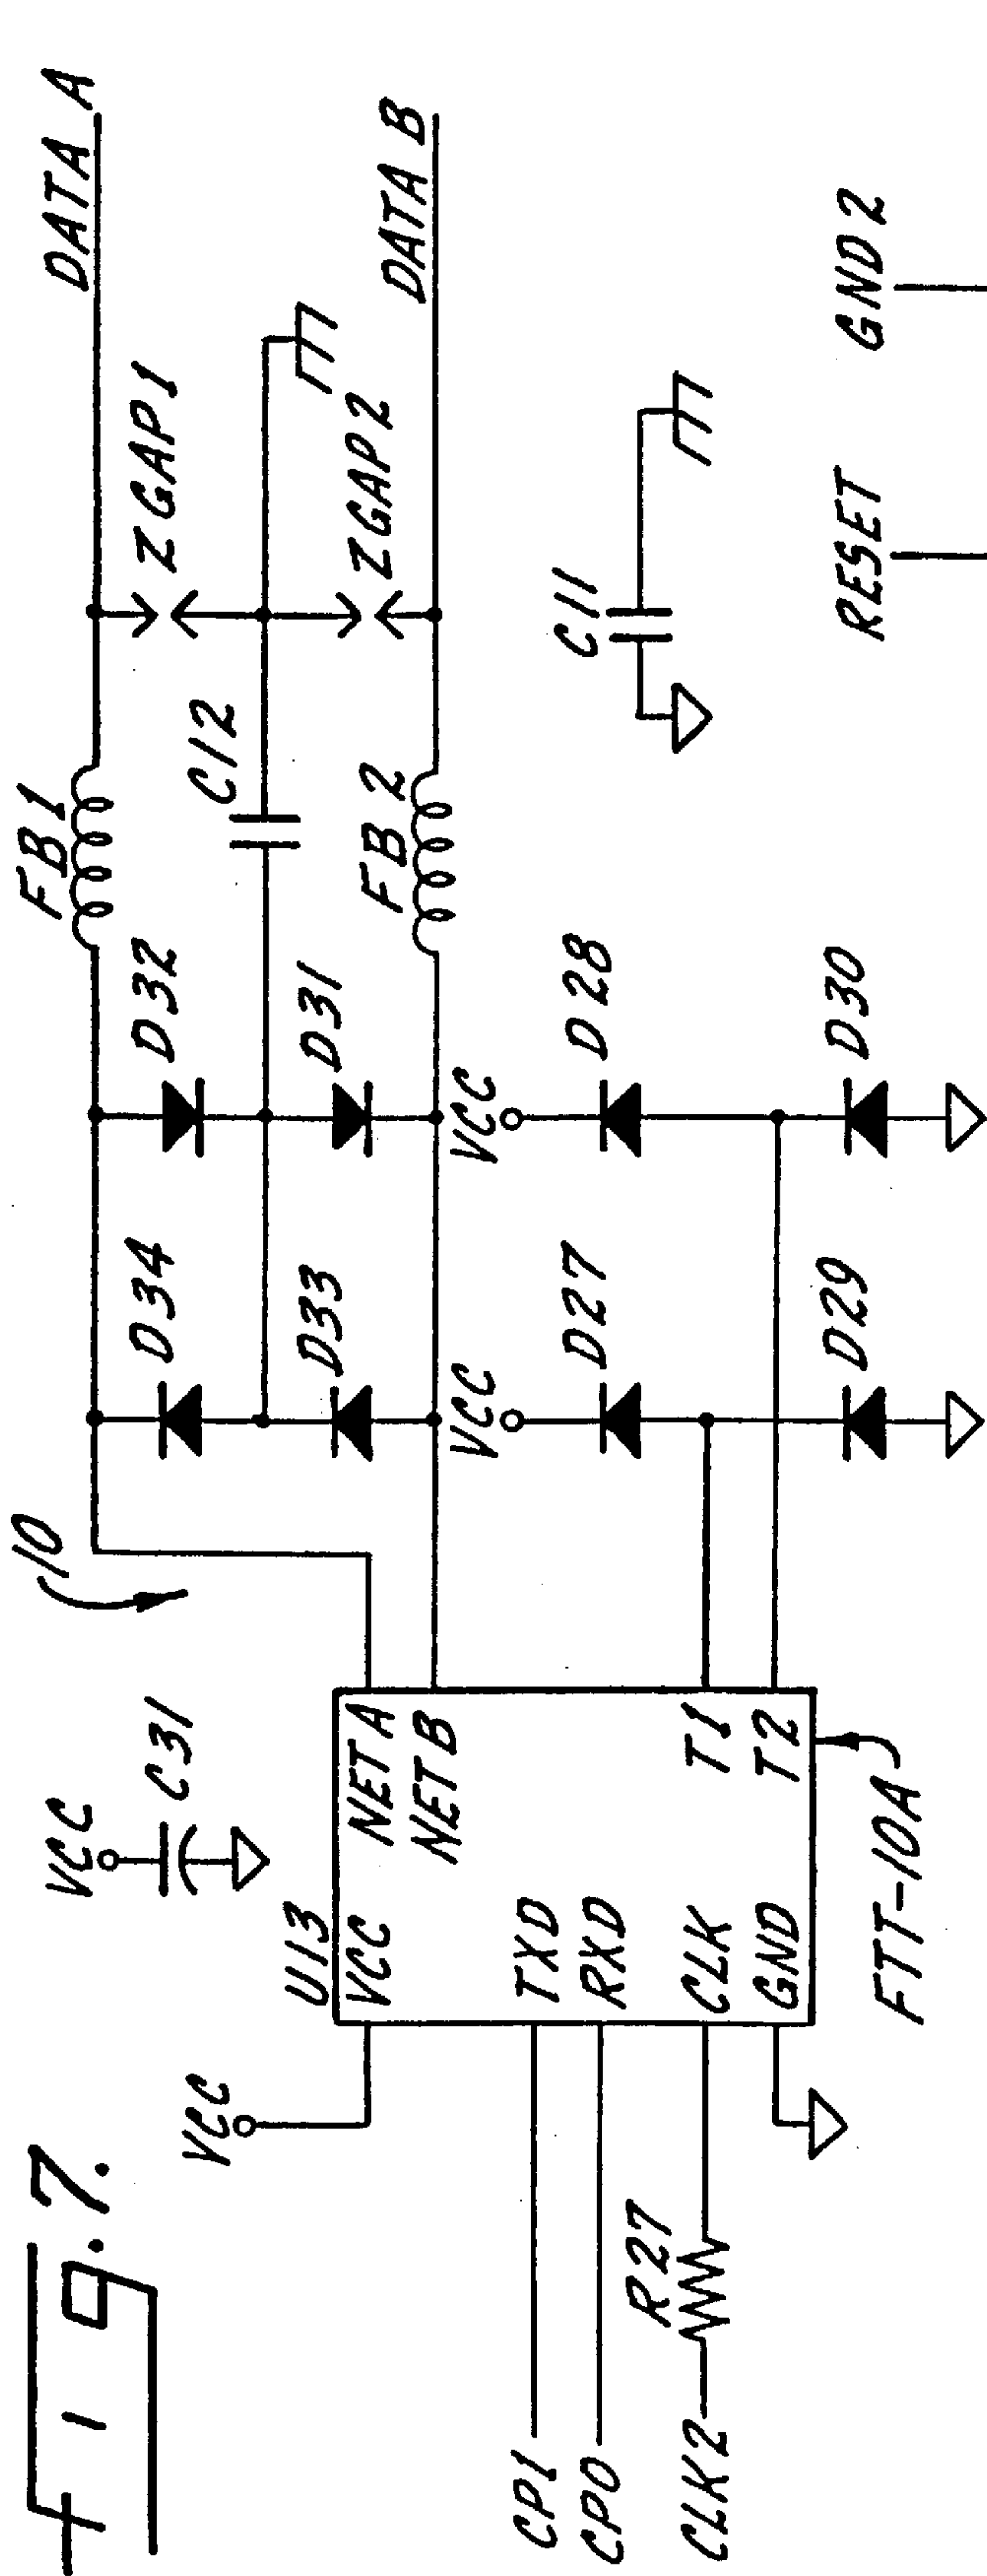 Fig. 7.
10
DATA A
FB1
D34
D32
ZGAP1
C12
D33
D31
ZGAP2
FB2
DATA B
VCC
C31
VCC
U13
VCC
NETA
NETB
TXD
RXD
CLK
T1
GND
T2
CP1
CP0
R27
CLK2
FTT-10A
VCC
VCC
D27
D28
D29
D30
C11
RESET
GND2